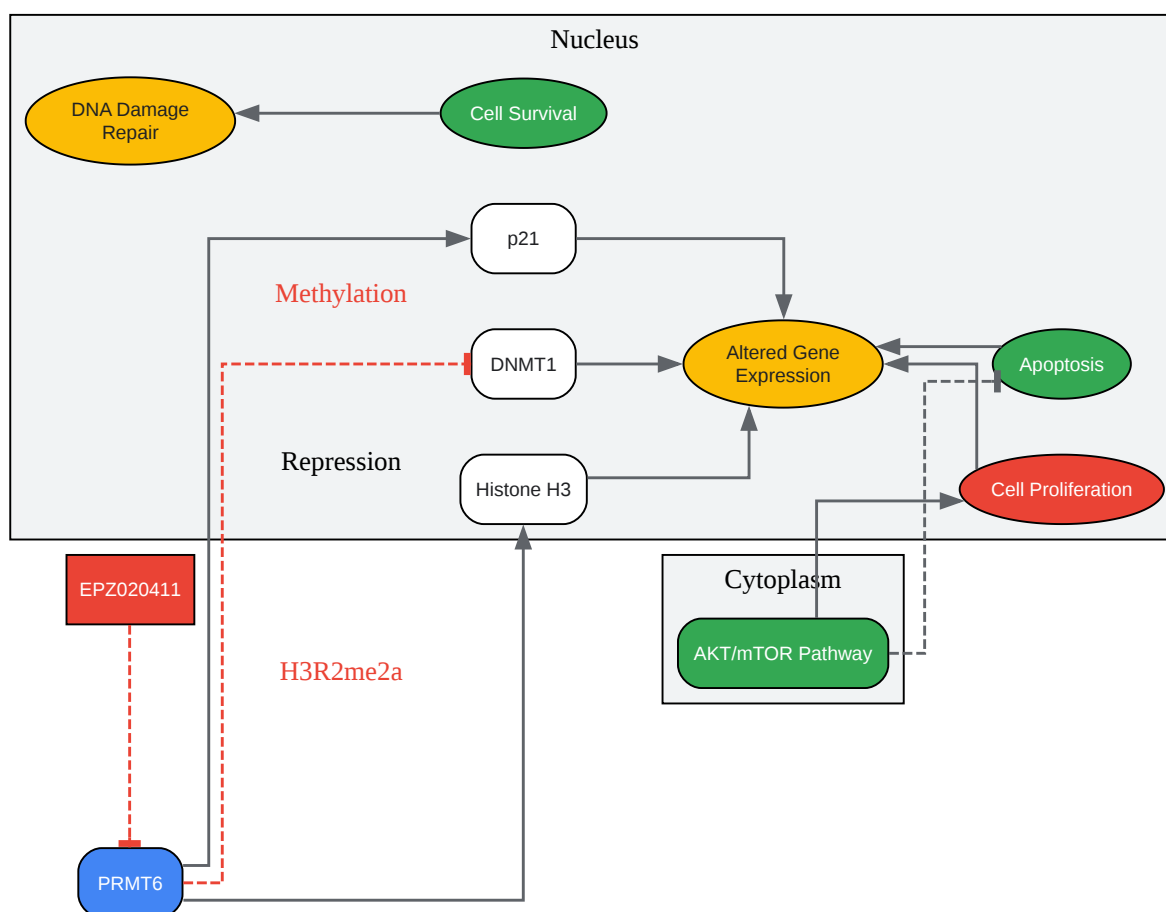 Nucleus
DNA Damage
Repair
Cell Survival
p21
Methylation
DNMT1
Altered Gene
Expression
Apoptosis
Repression
Histone H3
Cell Proliferation
EPZ020411
Cytoplasm
H3R2me2a
AKT/mTOR Pathway
PRMT6